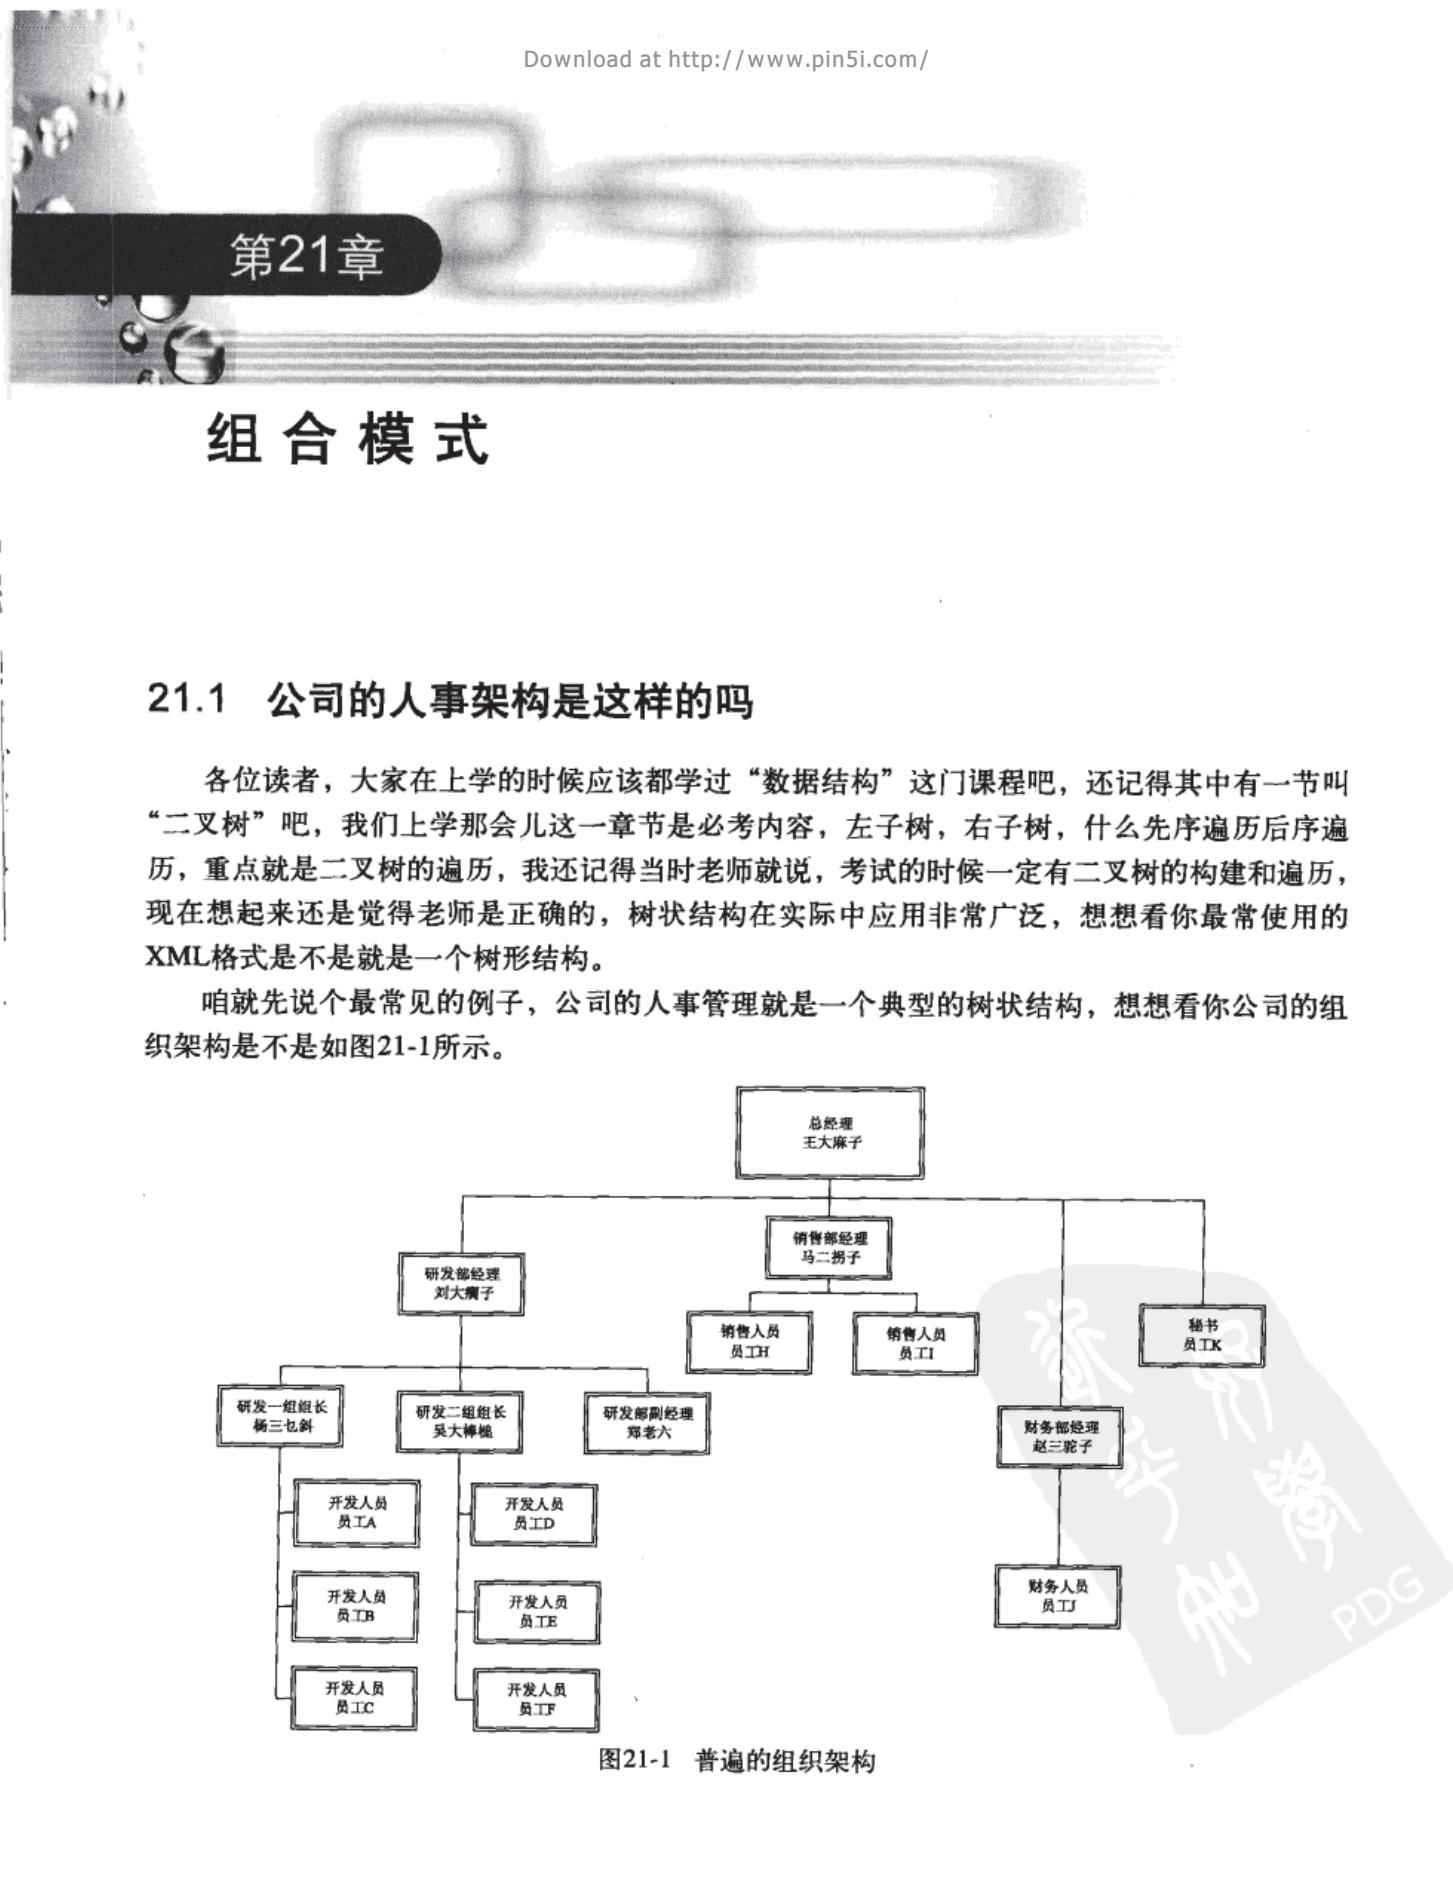 Download at http://www.pin5i.com/
第21章
组合模式
21.1 公司的人事架构是这样的吗
各位读者，大家在上学的时候应该都学过“数据结构”这门课程吧，还记得其中有一节叫
“二叉树”吧，我们上学那会儿这一章节是必考内容，左子树，右子树，什么先序遍历后序遍
历，重点就是二叉树的遍历，我还记得当时老师就说，考试的时候一定有二叉树的构建和遍历，
现在想起来还是觉得老师是正确的，树状结构在实际中应用非常广泛，想想看你最常使用的
XML格式是不是就是一个树形结构。
咱就先说个最常见的例子，公司的人事管理就是一个典型的树状结构，想想看你公司的组
织架构是不是如图21-1所示。
总经理
王大麻子
销售部经理
马二拐子
研发部经理
刘大瘸子
销售人员
员工H
销售人员
员工I
秘书
员工K
研发一组组长
杨三乜斜
研发二组组长
吴大棒槌
研发部副经理
郑老六
财务部经理
赵三驼子
开发人员
员工A
开发人员
员工D
开发人员
员工B
开发人员
员工E
财务人员
员工J
开发人员
员工C
开发人员
员工F
PDG
图21-1 普遍的组织架构